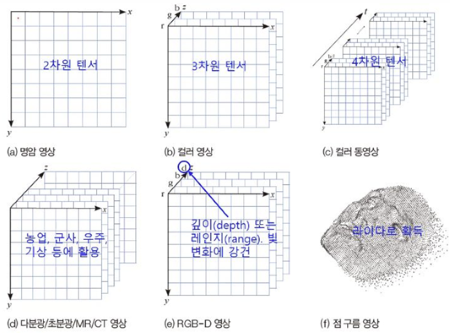 x
y
2차원 텐서
(a) 명암 영상
r g b z
x
y
3차원 텐서
(b) 컬러 영상
t
4차원 텐서
x
y
(c) 컬러 동영상
z
x
y
농업, 군사, 우주,
기상 등에 활용
(d) 다분광/초분광/MR/CT 영상
r g b d z
x
y
깊이(depth) 또는
레인지(range). 빛
변화에 강건
(e) RGB-D 영상
라이다로 획득
(f) 점 구름 영상